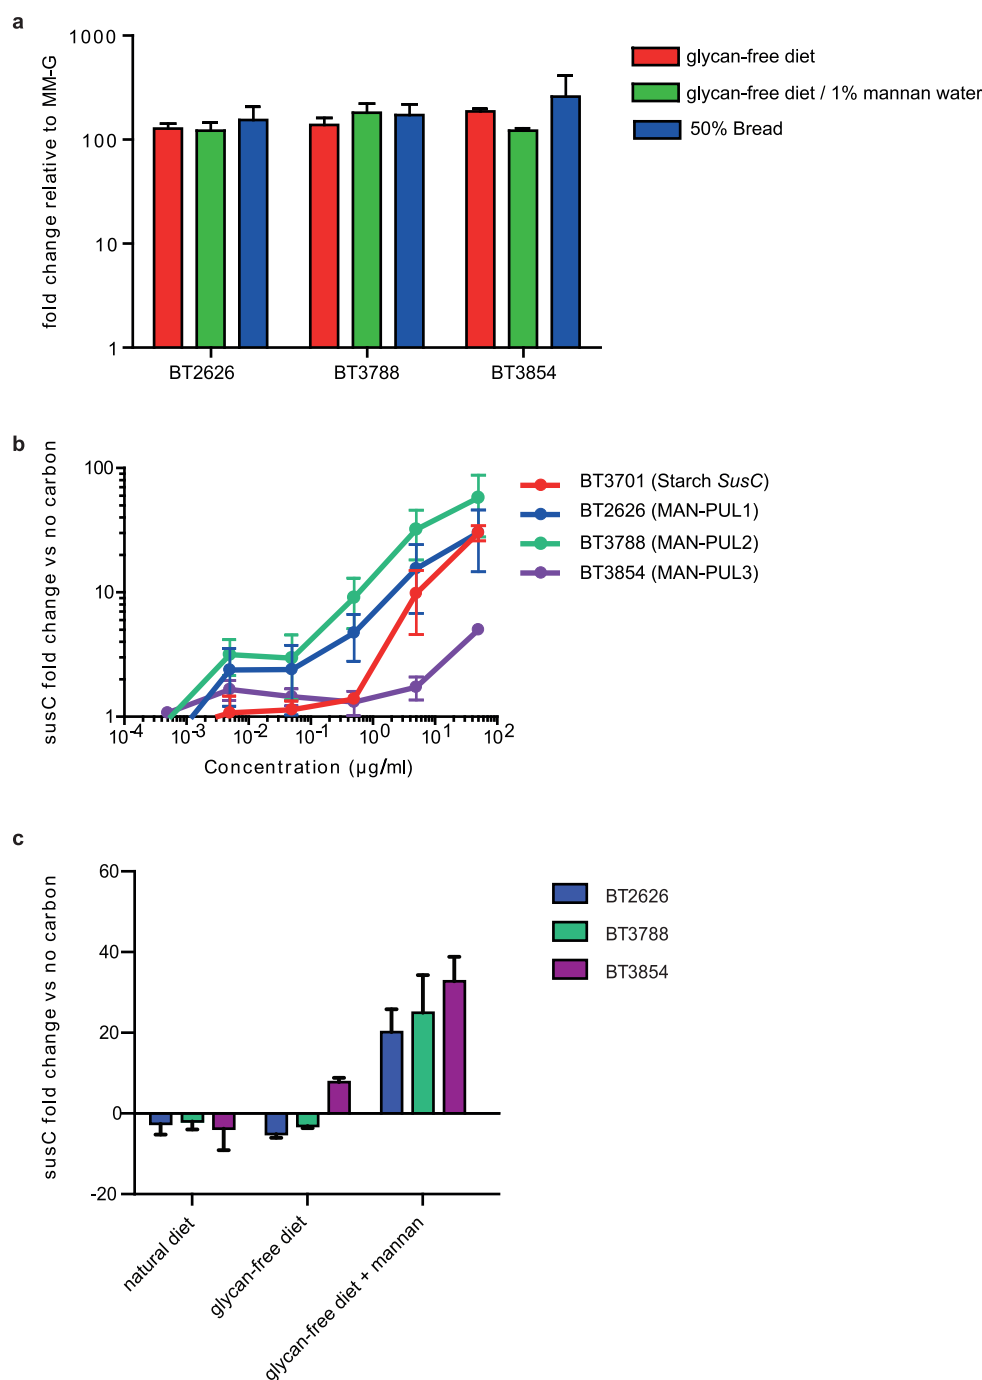 a
fold change relative to MM-G
1000
100
10
1
BT2626
BT3788
BT3854
glycan-free diet
glycan-free diet / 1% mannan water
50% Bread
b
susC fold change vs no carbon
100
10
1
10-4
10-3
10-2
10-1
100
101
102
Concentration (µg/ml)
BT3701 (Starch SusC)
BT2626 (MAN-PUL1)
BT3788 (MAN-PUL2)
BT3854 (MAN-PUL3)
c
susC fold change vs no carbon
60
40
20
0
-20
natural diet
glycan-free diet
glycan-free diet + mannan
BT2626
BT3788
BT3854